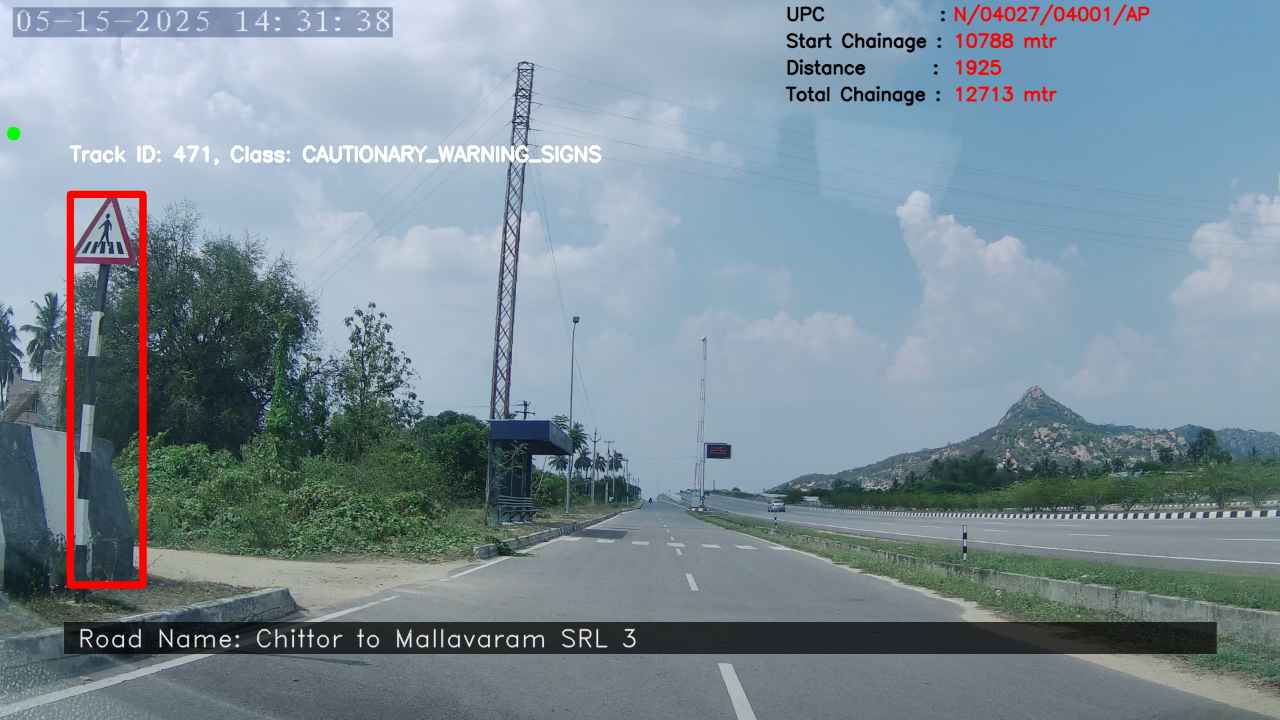 05-15-2025 14:31:38
UPC : N/04027/04001/AP
Start Chainage : 10788 mtr
Distance : 1925
Total Chainage : 12713 mtr
Track ID: 471, Class: CAUTIONARY_WARNING_SIGNS
Road Name: Chittor to Mallavaram SRL 3